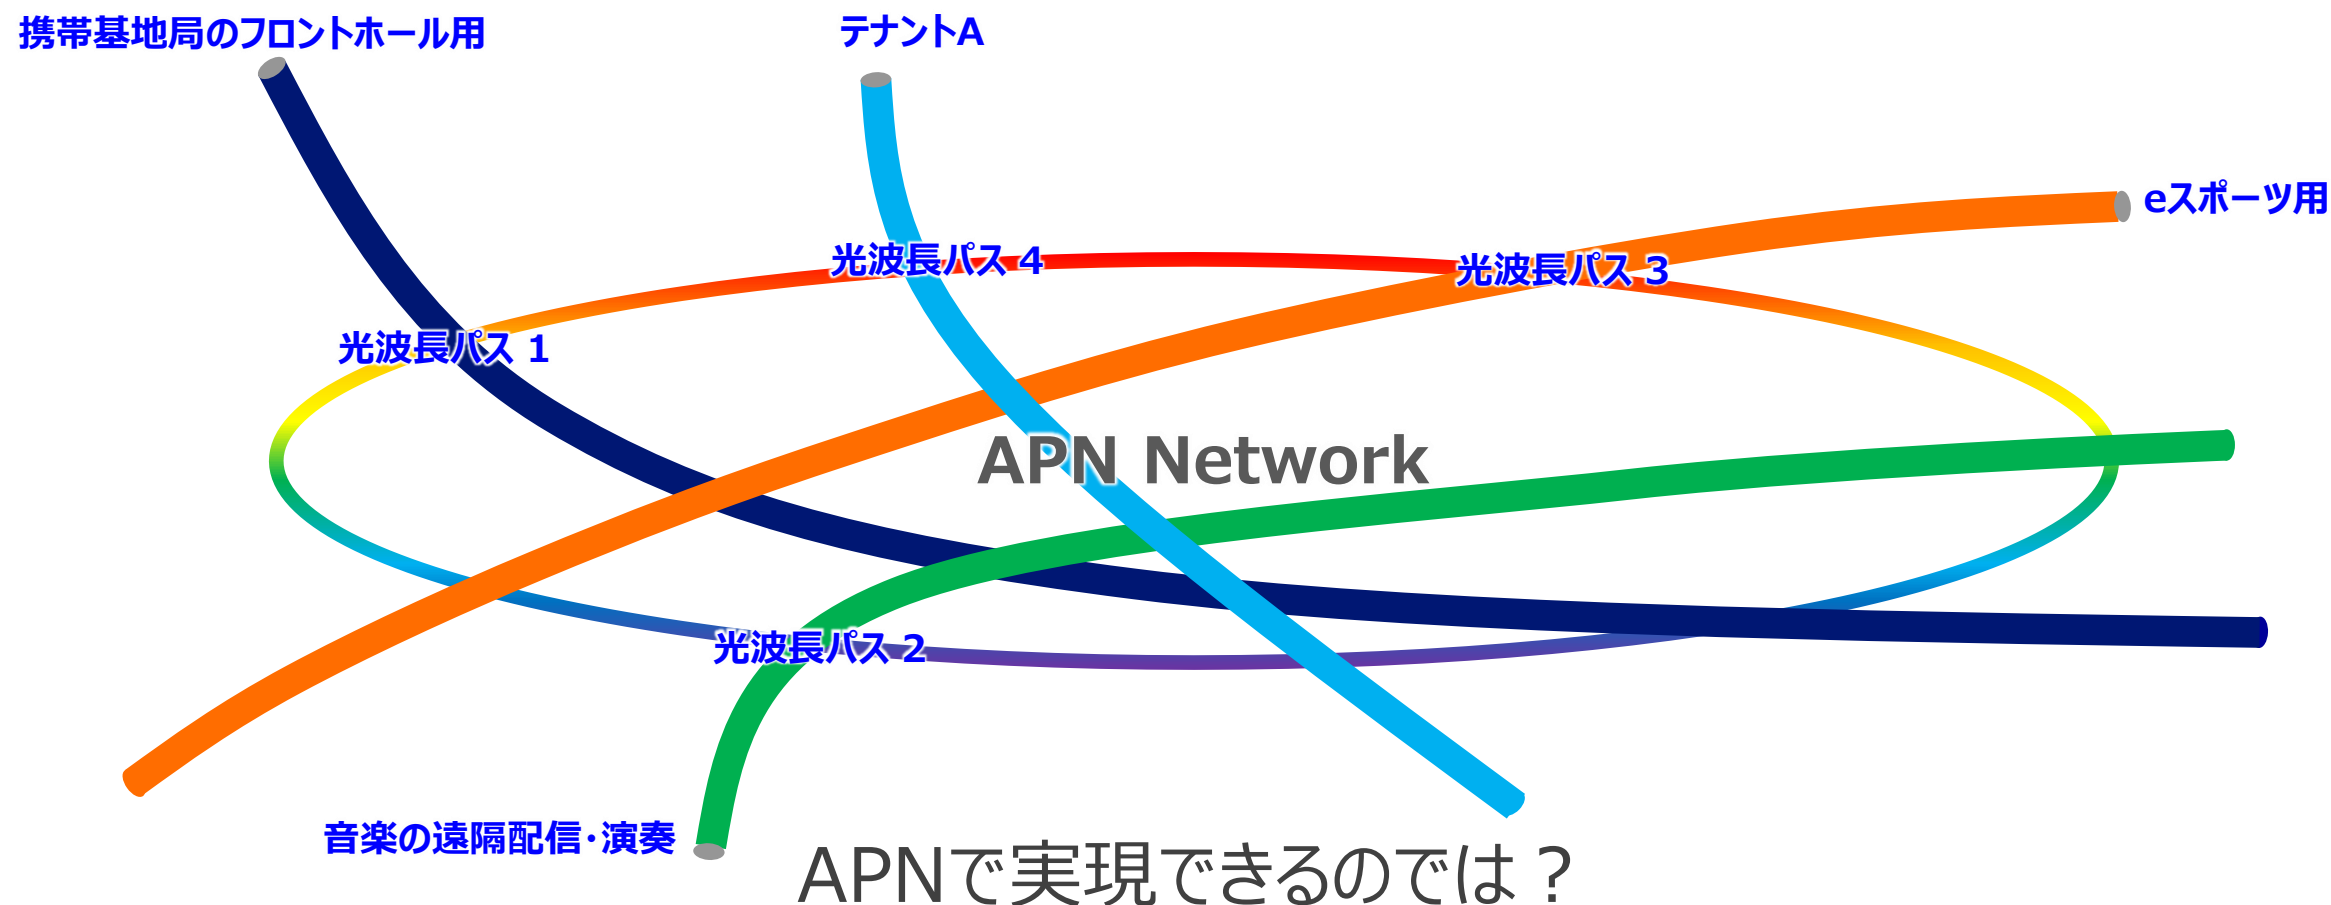 携帯基地局のフロントホール用
テナントA
eスポーツ用
光波長パス 4
光波長パス 3
光波長パス 1
APN Network
光波長パス 2
音楽の遠隔配信・演奏
APNで実現できるのでは？